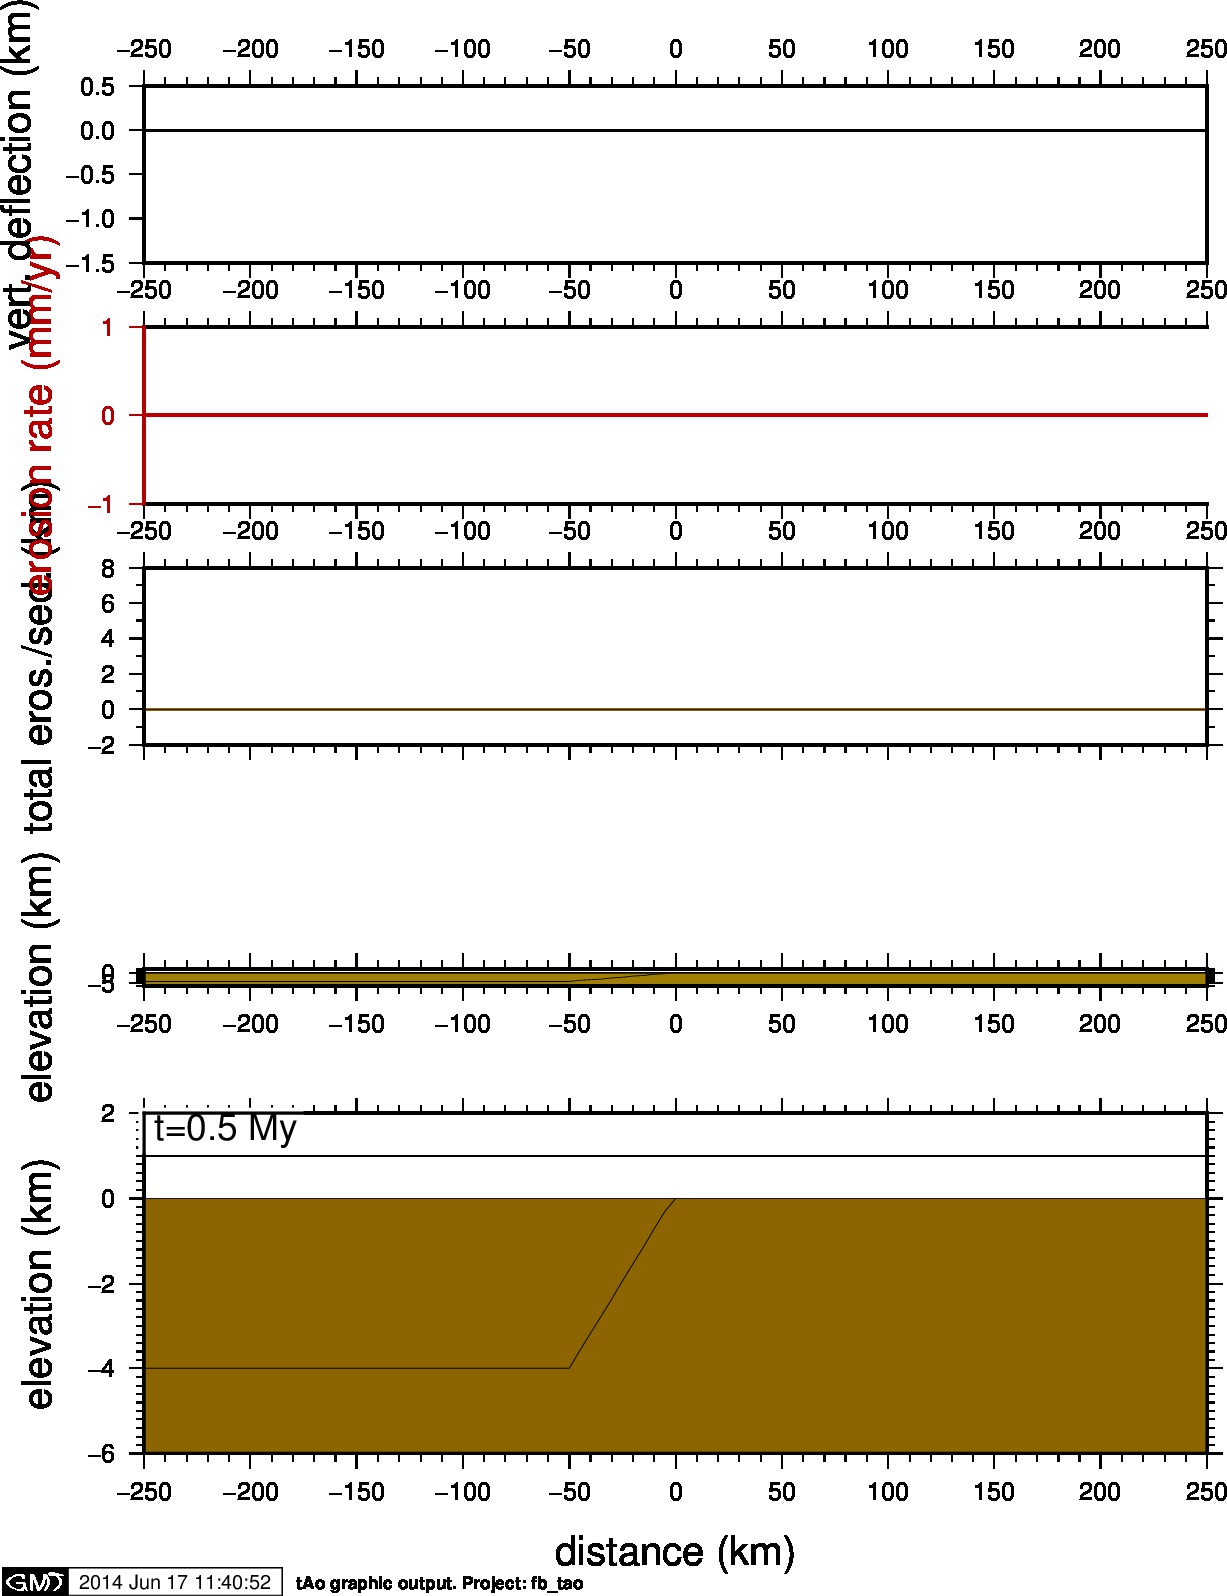 −250 −200 −150 −100 −50 0 50 100 150 200 250
vert. deflection (km)
0.5
0.0
−0.5
−1.0
−1.5
−250 −200 −150 −100 −50 0 50 100 150 200 250
erosion rate (mm/yr)
1
0
−1
−250 −200 −150 −100 −50 0 50 100 150 200 250
total eros./sed. (km)
8
6
4
2
0
−2
elevation (km)
0
−5
−250 −200 −150 −100 −50 0 50 100 150 200 250
elevation (km)
t=0.5 My
2
0
−2
−4
−6
−250 −200 −150 −100 −50 0 50 100 150 200 250
distance (km)
GMT 2014 Jun 17 11:40:52 tAo graphic output. Project: fb_tao